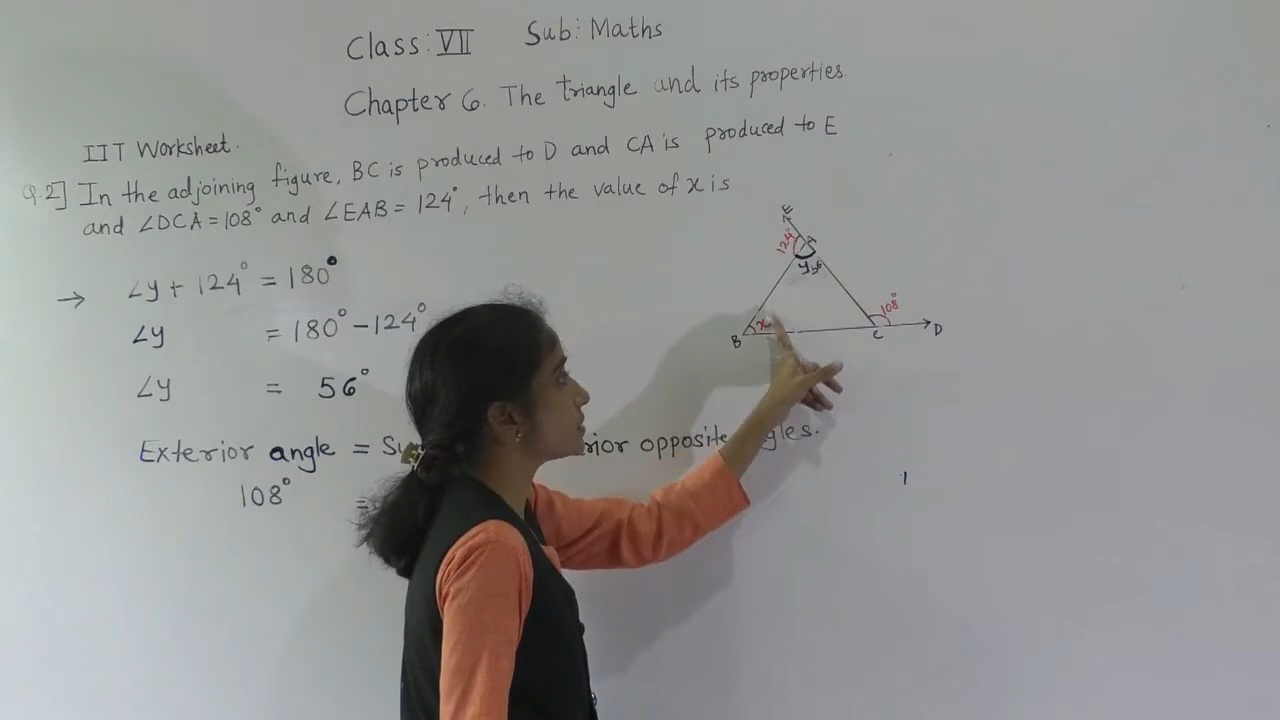 Class: VII Sub: Maths
Chapter 6. The triangle and its properties.
IIT Worksheet.
Q.2] In the adjoining figure, BC is produced to D and CA is produced to E
and ∠DCA = 108° and ∠EAB = 124°, then the value of x is
→ ∠y + 124° = 180°
∠y = 180° - 124°
∠y = 56°
Exterior angle = opposite
108° =
E
124° A
y 56°
x 108°
B C D